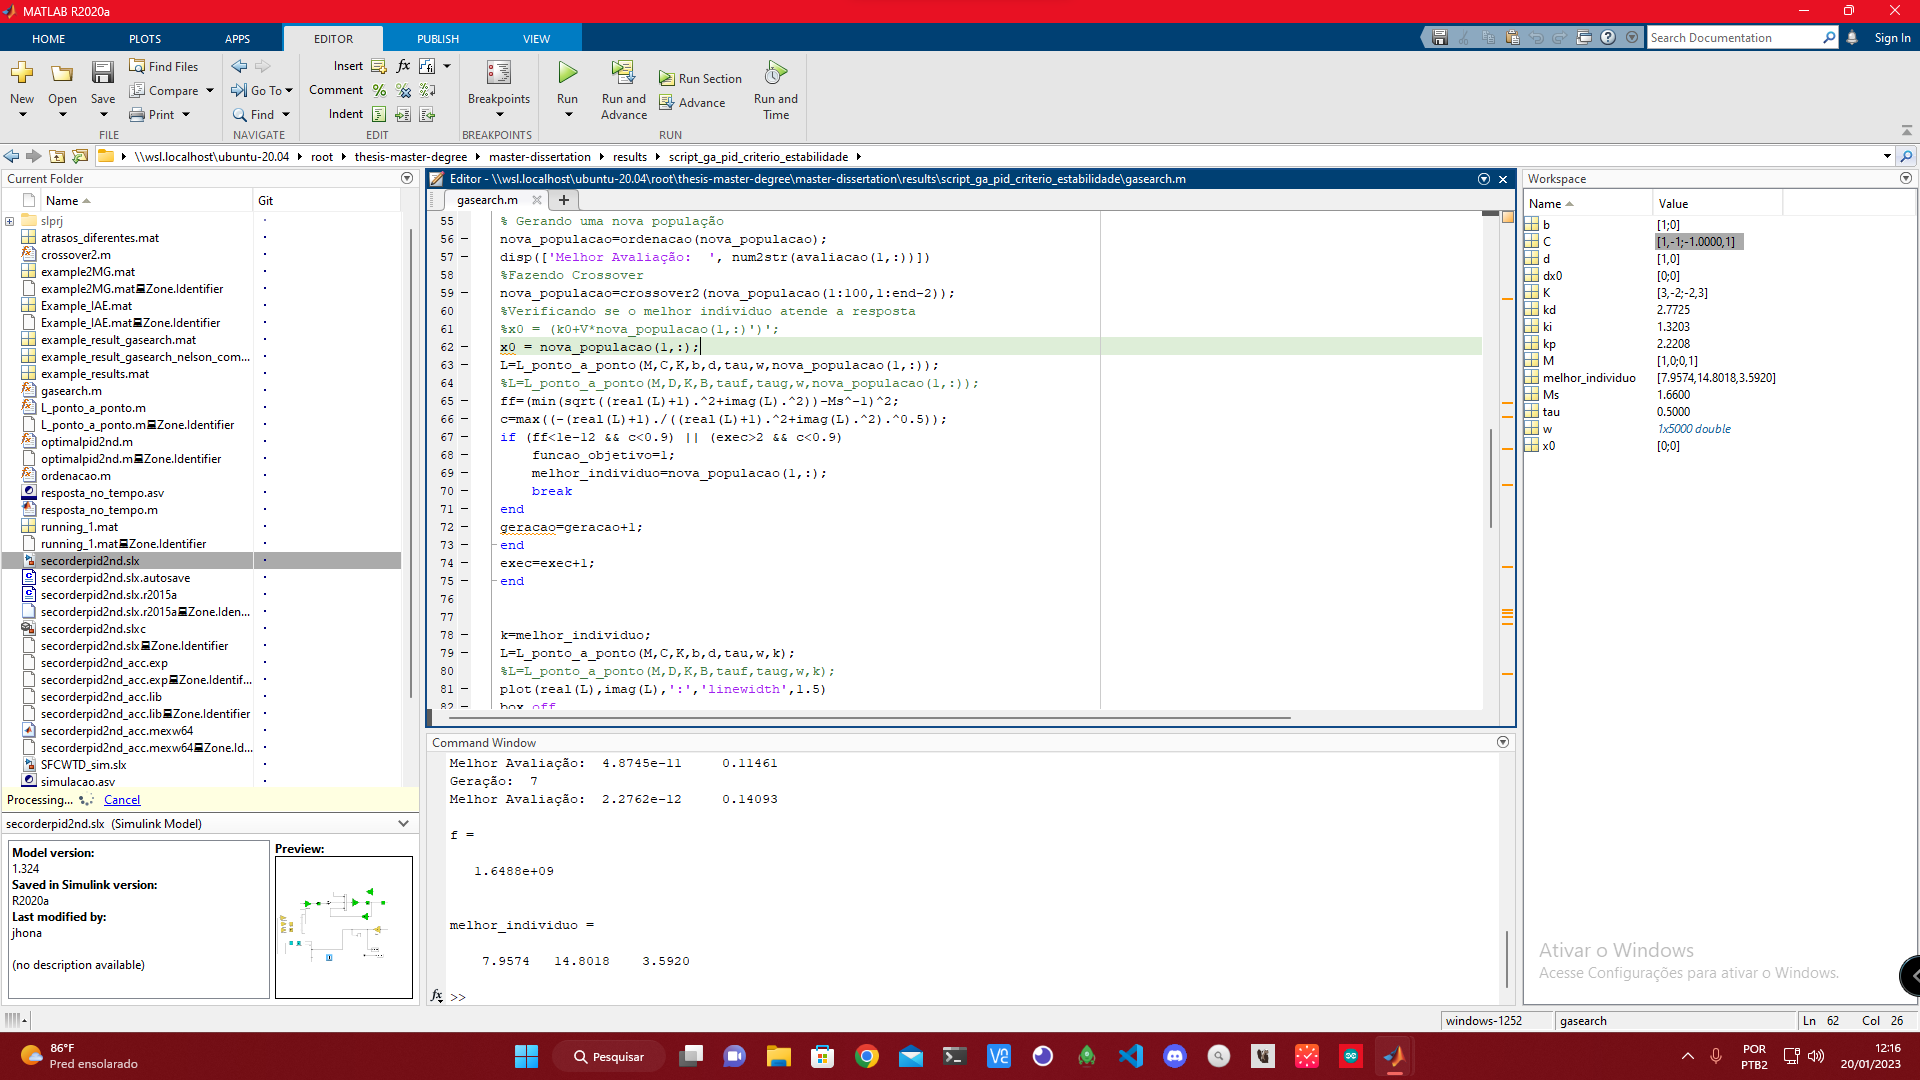 MATLAB R2020a
HOME PLOTS APPS EDITOR PUBLISH VIEW
Search Documentation
Sign In
New Open Save
Find Files
Compare
Print
FILE
Go To
Find
NAVIGATE
Insert
Comment
Indent
EDIT
Breakpoints
BREAKPOINTS
Run
Run and Advance
Run Section
Advance
Run and Time
RUN
\\wsl.localhost\ubuntu-20.04 root thesis-master-degree master-dissertation results script_ga_pid_criterio_estabilidade
Current Folder
Name Git
slprj
atrasos_diferentes.mat
crossover2.m
example2MG.mat
example2MG.mat:Zone.Identifier
Example_IAE.mat
Example_IAE.mat:Zone.Identifier
example_result_gasearch.mat
example_result_gasearch_nelson_com...
example_results.mat
gasearch.m
L_ponto_a_ponto.m
L_ponto_a_ponto.m:Zone.Identifier
optimalpid2nd.m
optimalpid2nd.m:Zone.Identifier
ordenacao.m
resposta_no_tempo.asv
resposta_no_tempo.m
running_1.mat
running_1.mat:Zone.Identifier
secorderpid2nd.slx
secorderpid2nd.slx.autosave
secorderpid2nd.slx.r2015a
secorderpid2nd.slx.r2015a:Zone.Iden...
secorderpid2nd.slxc
secorderpid2nd.slx:Zone.Identifier
secorderpid2nd_acc.exp
secorderpid2nd_acc.exp:Zone.Identif...
secorderpid2nd_acc.lib
secorderpid2nd_acc.lib:Zone.Identifier
secorderpid2nd_acc.mexw64
secorderpid2nd_acc.mexw64:Zone.Id...
SFCWTD_sim.slx
simulacao.asv
Processing... Cancel
secorderpid2nd.slx (Simulink Model)
Model version:
1.324
Saved in Simulink version:
R2020a
Last modified by:
jhona
(no description available)
Preview:
Editor - \\wsl.localhost\ubuntu-20.04\root\thesis-master-degree\master-dissertation\results\script_ga_pid_criterio_estabilidade\gasearch.m
gasearch.m
55 % Gerando uma nova população
56 nova_populacao=ordenacao(nova_populacao);
57 disp(['Melhor Avaliação:  ', num2str(avaliacao(1,:))])
58 %Fazendo Crossover
59 nova_populacao=crossover2(nova_populacao(1:100,1:end-2));
60 %Verificando se o melhor indivíduo atende a resposta
61 %x0 = (k0+V*nova_populacao(1,:)')';
62 x0 = nova_populacao(1,:);
63 L=L_ponto_a_ponto(M,C,K,b,d,tau,w,nova_populacao(1,:));
64 %L=L_ponto_a_ponto(M,D,K,B,tauf,taug,w,nova_populacao(1,:));
65 ff=(min(sqrt((real(L)+1).^2+imag(L).^2))-Ms^-1)^2;
66 c=max((-(real(L)+1)./((real(L)+1).^2+imag(L).^2).^0.5));
67 if (ff<1e-12 && c<0.9) || (exec>2 && c<0.9)
68 funcao_objetivo=1;
69 melhor_individuo=nova_populacao(1,:);
70 break
71 end
72 geracao=geracao+1;
73 end
74 exec=exec+1;
75 end
76
77
78 k=melhor_individuo;
79 L=L_ponto_a_ponto(M,C,K,b,d,tau,w,k);
80 %L=L_ponto_a_ponto(M,D,K,B,tauf,taug,w,k);
81 plot(real(L),imag(L),':','linewidth',1.5)
82 box off
Command Window
Melhor Avaliação:  4.8745e-11     0.11461
Geração:  7
Melhor Avaliação:  2.2762e-12     0.14093
f =
1.6488e+09
melhor_individuo =
7.9574   14.8018    3.5920
fx >>
Workspace
Name Value
b [1;0]
C [1,-1;-1.0000,1]
d [1,0]
dx0 [0;0]
K [3,-2;-2,3]
kd 2.7725
ki 1.3203
kp 2.2208
M [1,0;0,1]
melhor_individuo [7.9574,14.8018,3.5920]
Ms 1.6600
tau 0.5000
w 1x5000 double
x0 [0;0]
Ativar o Windows
Acesse Configurações para ativar o Windows.
windows-1252 gasearch Ln 62 Col 26
86°F
Pred ensolarado
Pesquisar
POR
PTB2
12:16
20/01/2023